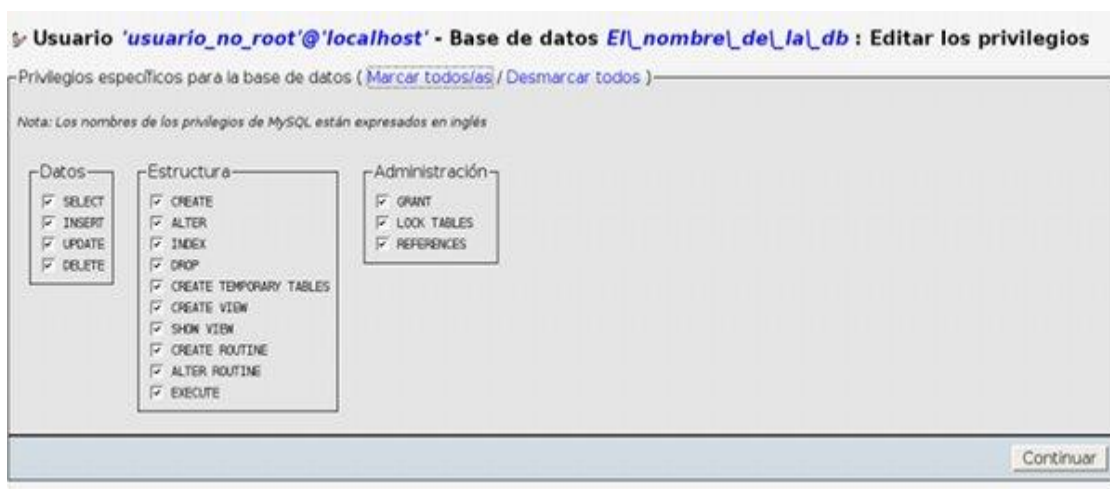 Usuario 'usuario_no_root'@'localhost' - Base de datos El\_nombre\_de\_la\_db : Editar los privilegios
Privilegios específicos para la base de datos ( Marcar todos/as / Desmarcar todos )
Nota: Los nombres de los privilegios de MySQL están expresados en inglés
Datos
SELECT
INSERT
UPDATE
DELETE
Estructura
CREATE
ALTER
INDEX
DROP
CREATE TEMPORARY TABLES
CREATE VIEW
SHOW VIEW
CREATE ROUTINE
ALTER ROUTINE
EXECUTE
Administración
GRANT
LOCK TABLES
REFERENCES
Continuar